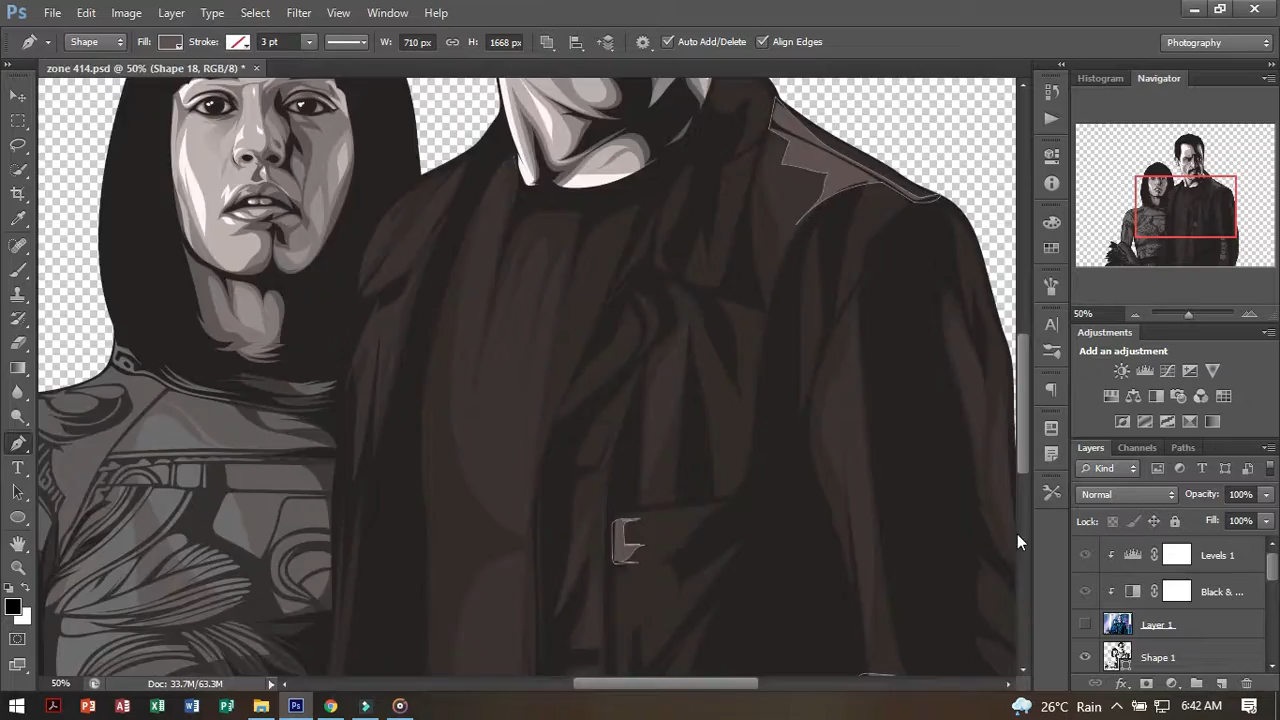 Ps File Edit Image Layer Type Select Filter View Window Help
Shape Fill: Stroke: 3 pt W: 710 px H: 1668 px Auto Add/Delete Align Edges Photography
zone 414.psd @ 50% (Shape 18, RGB/8) * ×
Histogram Navigator
50%
Adjustments
Add an adjustment
Layers Channels Paths
Kind
Normal Opacity: 100%
Lock: Fill: 100%
Levels 1
Black & ...
Layer 1
Shape 1
50% Doc: 33.7M/63.3M
26°C Rain 6:42 AM